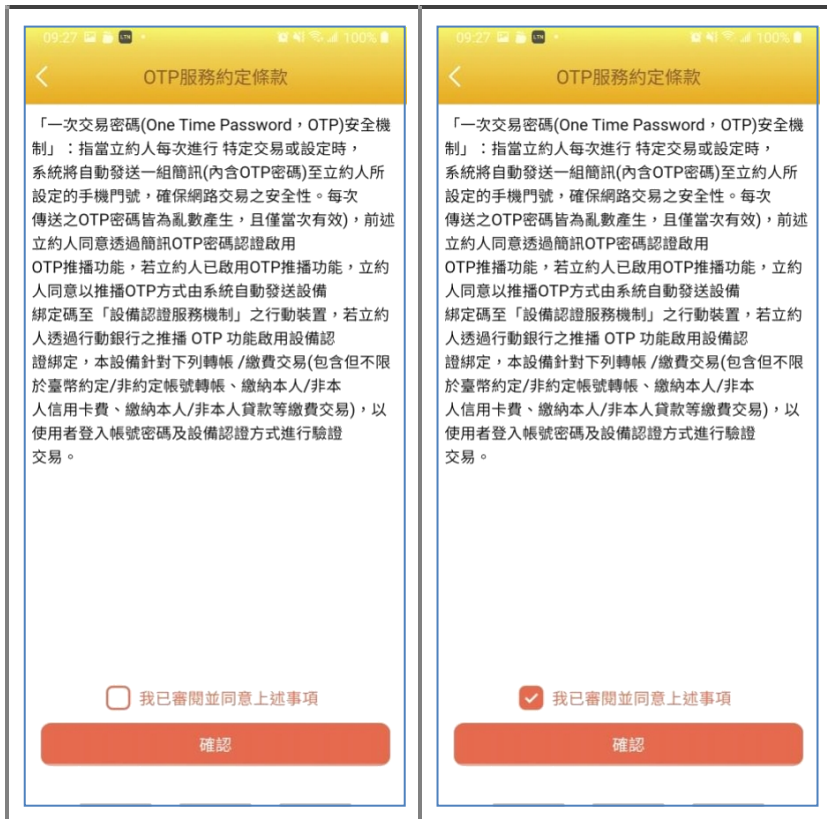 09:27
100%
OTP服務約定條款
「一次交易密碼(One Time Password，OTP)安全機
制」：指當立約人每次進行 特定交易或設定時，
系統將自動發送一組簡訊(內含OTP密碼)至立約人所
設定的手機門號，確保網路交易之安全性。每次
傳送之OTP密碼皆為亂數產生，且僅當次有效)，前述
立約人同意透過簡訊OTP密碼認證啟用
OTP推播功能，若立約人已啟用OTP推播功能，立約
人同意以推播OTP方式由系統自動發送設備
綁定碼至「設備認證服務機制」之行動裝置，若立約
人透過行動銀行之推播 OTP 功能啟用設備認
證綁定，本設備針對下列轉帳 /繳費交易(包含但不限
於臺幣約定/非約定帳號轉帳、繳納本人/非本
人信用卡費、繳納本人/非本人貸款等繳費交易)，以
使用者登入帳號密碼及設備認證方式進行驗證
交易。
我已審閱並同意上述事項
確認
09:27
100%
OTP服務約定條款
「一次交易密碼(One Time Password，OTP)安全機
制」：指當立約人每次進行 特定交易或設定時，
系統將自動發送一組簡訊(內含OTP密碼)至立約人所
設定的手機門號，確保網路交易之安全性。每次
傳送之OTP密碼皆為亂數產生，且僅當次有效)，前述
立約人同意透過簡訊OTP密碼認證啟用
OTP推播功能，若立約人已啟用OTP推播功能，立約
人同意以推播OTP方式由系統自動發送設備
綁定碼至「設備認證服務機制」之行動裝置，若立約
人透過行動銀行之推播 OTP 功能啟用設備認
證綁定，本設備針對下列轉帳 /繳費交易(包含但不限
於臺幣約定/非約定帳號轉帳、繳納本人/非本
人信用卡費、繳納本人/非本人貸款等繳費交易)，以
使用者登入帳號密碼及設備認證方式進行驗證
交易。
我已審閱並同意上述事項
確認